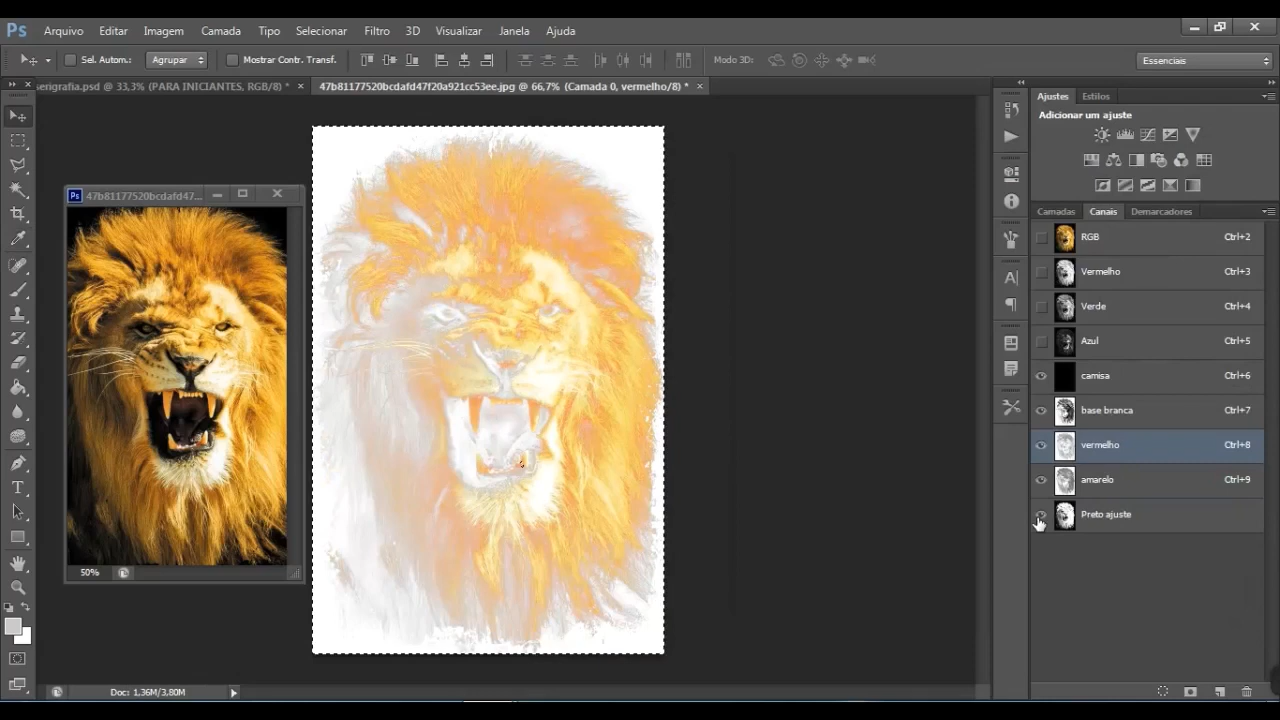 Ps Arquivo Editar Imagem Camada Tipo Selecionar Filtro 3D Visualizar Janela Ajuda
Sel. Autom.: Agrupar Mostrar Contr. Transf. Modo 3D: Essenciais
serigrafia.psd @ 33,3% (PARA INICIANTES, RGB/8) * × 47b81177520bcdafd47f20a921cc53ee.jpg @ 66,7% (Camada 0, vermelho/8) * ×
Ajustes Estilos
Adicionar um ajuste
Ps 47b81177520bcdafd47...
Camadas Canais Demarcadores
RGB Ctrl+2
Vermelho Ctrl+3
Verde Ctrl+4
Azul Ctrl+5
camisa Ctrl+6
base branca Ctrl+7
vermelho Ctrl+8
amarelo Ctrl+9
Preto ajuste
50%
Doc: 1,36M/3,80M